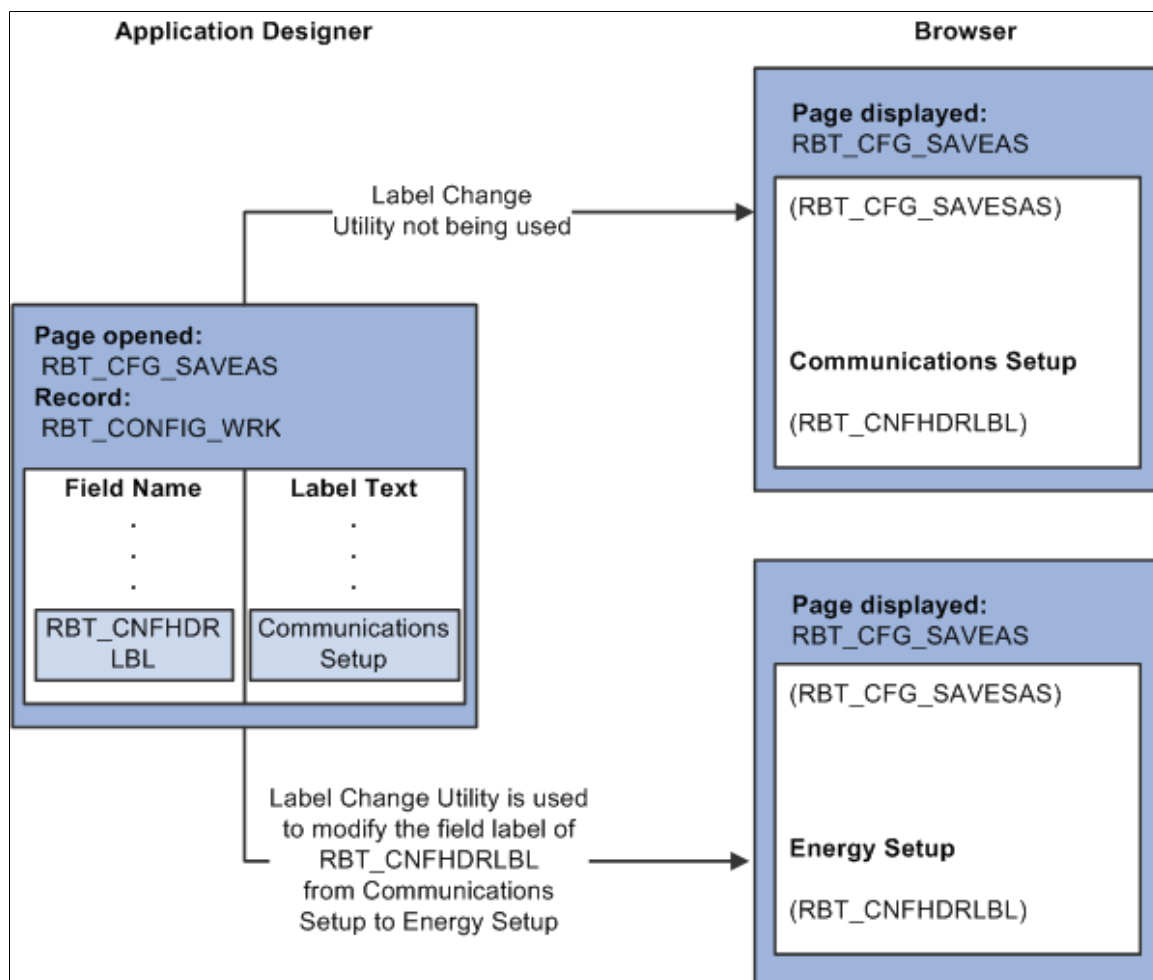 Application Designer
Browser
Page displayed:
RBT_CFG_SAVEAS
(RBT_CFG_SAVESAS)
Communications Setup
(RBT_CNFHDRLBL)
Label Change
Utility not being used
Page opened:
RBT_CFG_SAVEAS
Record:
RBT_CONFIG_WRK
Field Name
Label Text
.
.
.
.
.
.
RBT_CNFHDR
LBL
Communications
Setup
Label Change Utility is used
to modify the field label of
RBT_CNFHDRLBL
from Communications
Setup to Energy Setup
Page displayed:
RBT_CFG_SAVEAS
(RBT_CFG_SAVESAS)
Energy Setup
(RBT_CNFHDRLBL)